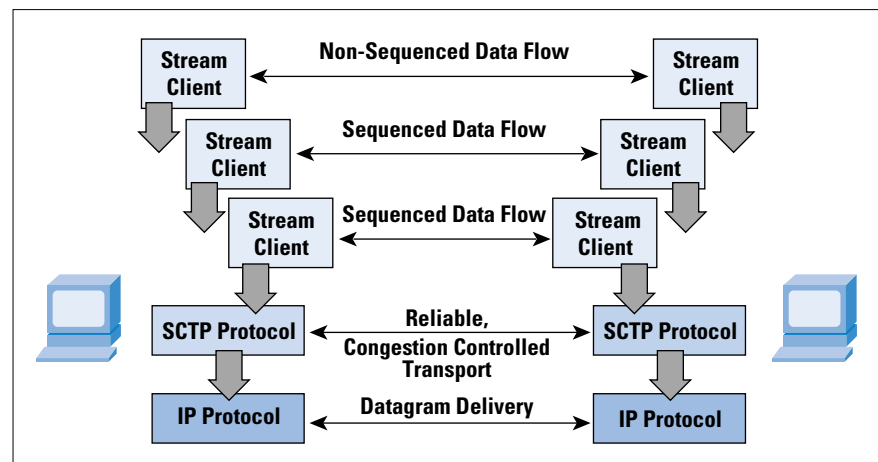 Non-Sequenced Data Flow
Stream
Client
Stream
Client
Sequenced Data Flow
Stream
Client
Stream
Client
Sequenced Data Flow
Stream
Client
Stream
Client
SCTP Protocol
Reliable,
Congestion Controlled
Transport
SCTP Protocol
IP Protocol
Datagram Delivery
IP Protocol